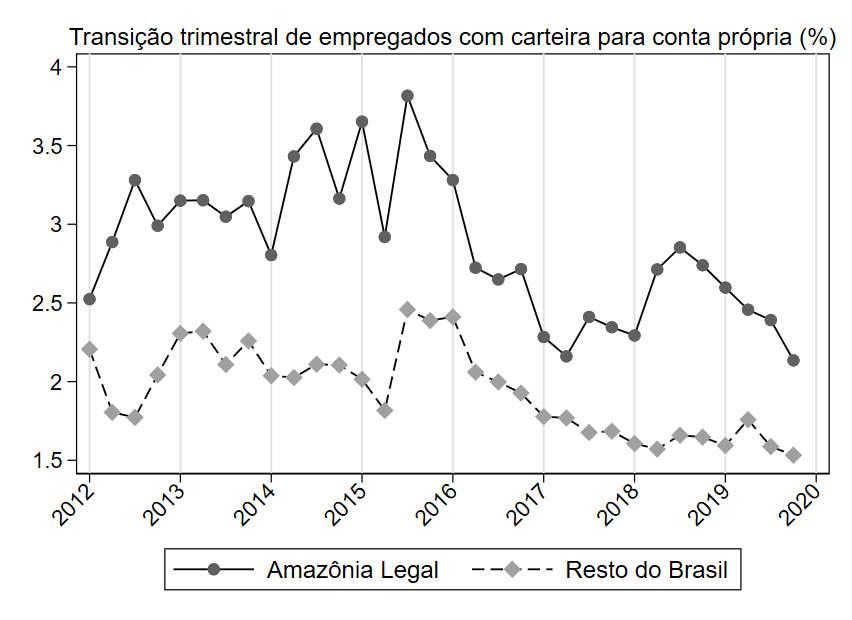 Transição trimestral de empregados com carteira para conta própria (%)
4
3.5
3
2.5
2
1.5
2012 2013 2014 2015 2016 2017 2018 2019 2020
Amazônia Legal Resto do Brasil